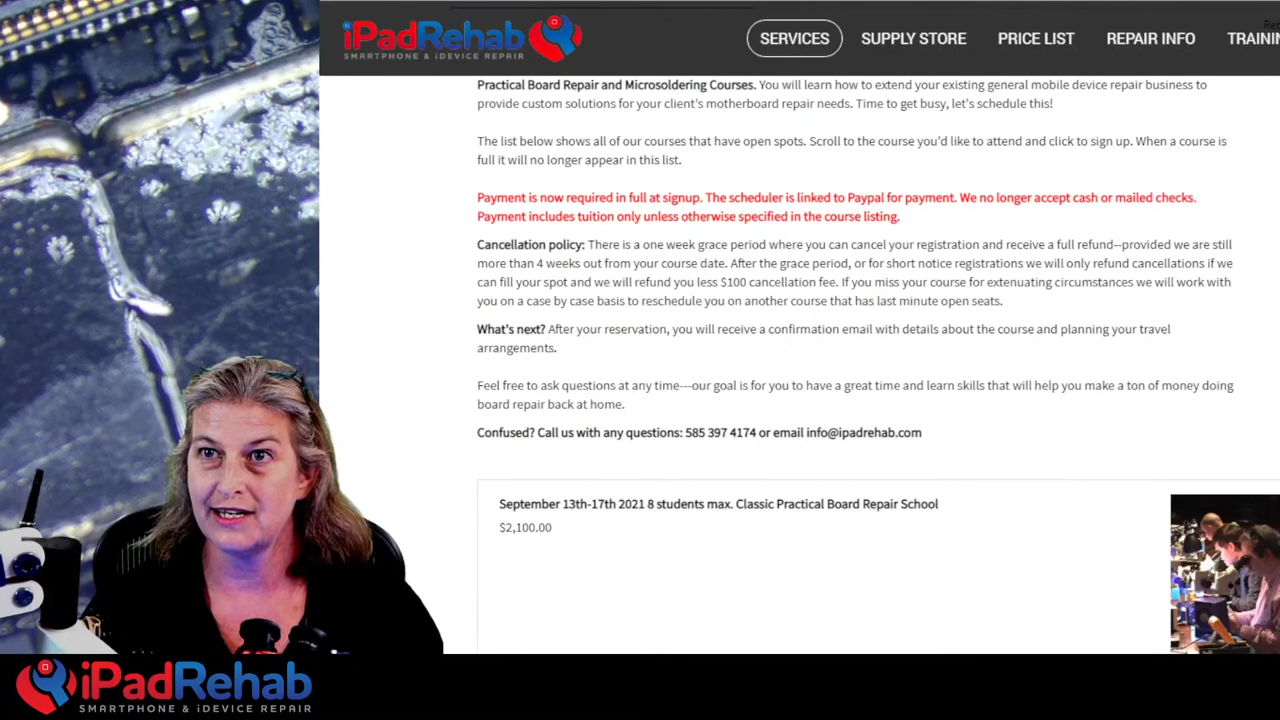 iPadRehab
SMARTPHONE & iDEVICE REPAIR
SERVICES
SUPPLY STORE
PRICE LIST
REPAIR INFO
Practical Board Repair and Microsoldering Courses. You will learn how to extend your existing general mobile device repair business to
provide custom solutions for your client's motherboard repair needs. Time to get busy, let's schedule this!
The list below shows all of our courses that have open spots. Scroll to the course you'd like to attend and click to sign up. When a course is
full it will no longer appear in this list.
Payment is now required in full at signup. The scheduler is linked to Paypal for payment. We no longer accept cash or mailed checks.
Payment includes tuition only unless otherwise specified in the course listing.
Cancellation policy: There is a one week grace period where you can cancel your registration and receive a full refund--provided we are still
more than 4 weeks out from your course date. After the grace period, or for short notice registrations we will only refund cancellations if we
can fill your spot and we will refund you less $100 cancellation fee. If you miss your course for extenuating circumstances we will work with
you on a case by case basis to reschedule you on another course that has last minute open seats.
What's next? After your reservation, you will receive a confirmation email with details about the course and planning your travel
arrangements.
Feel free to ask questions at any time---our goal is for you to have a great time and learn skills that will help you make a ton of money doing
board repair back at home.
Confused? Call us with any questions: 585 397 4174 or email info@ipadrehab.com
September 13th-17th 2021 8 students max. Classic Practical Board Repair School
$2,100.00
iPadRehab
SMARTPHONE & iDEVICE REPAIR